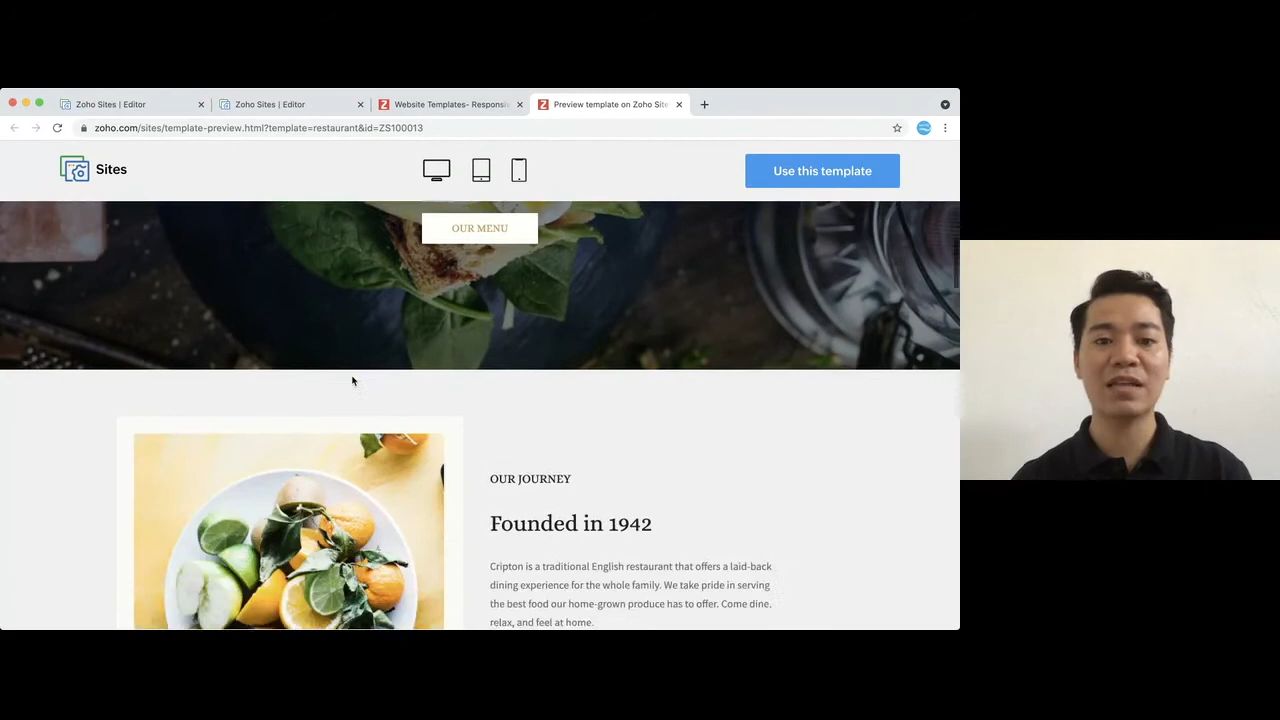 Zoho Sites | Editor
Zoho Sites | Editor
Website Templates- Responsi
Preview template on Zoho Site
zoho.com/sites/template-preview.html?template=restaurant&id=ZS100013
Sites
Use this template
OUR MENU
OUR JOURNEY
Founded in 1942
Cripton is a traditional English restaurant that offers a laid-back
dining experience for the whole family. We take pride in serving
the best food our home-grown produce has to offer. Come dine,
relax, and feel at home.